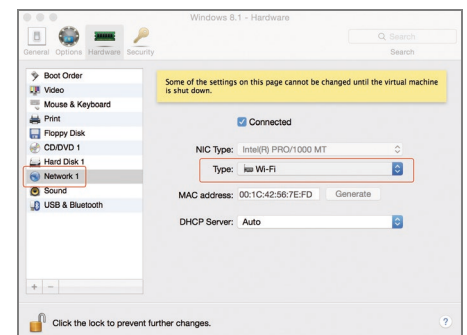 Windows 8.1 - Hardware
General Options Hardware Security
Search
Search
Boot Order
Video
Mouse & Keyboard
Print
Floppy Disk
CD/DVD 1
Hard Disk 1
Network 1
Sound
USB & Bluetooth
Some of the settings on this page cannot be changed until the virtual machine
is shut down.
Connected
NIC Type: Intel(R) PRO/1000 MT
Type: Wi-Fi
MAC address: 00:1C:42:56:7E:FD Generate
DHCP Server: Auto
+ −
Click the lock to prevent further changes.
?